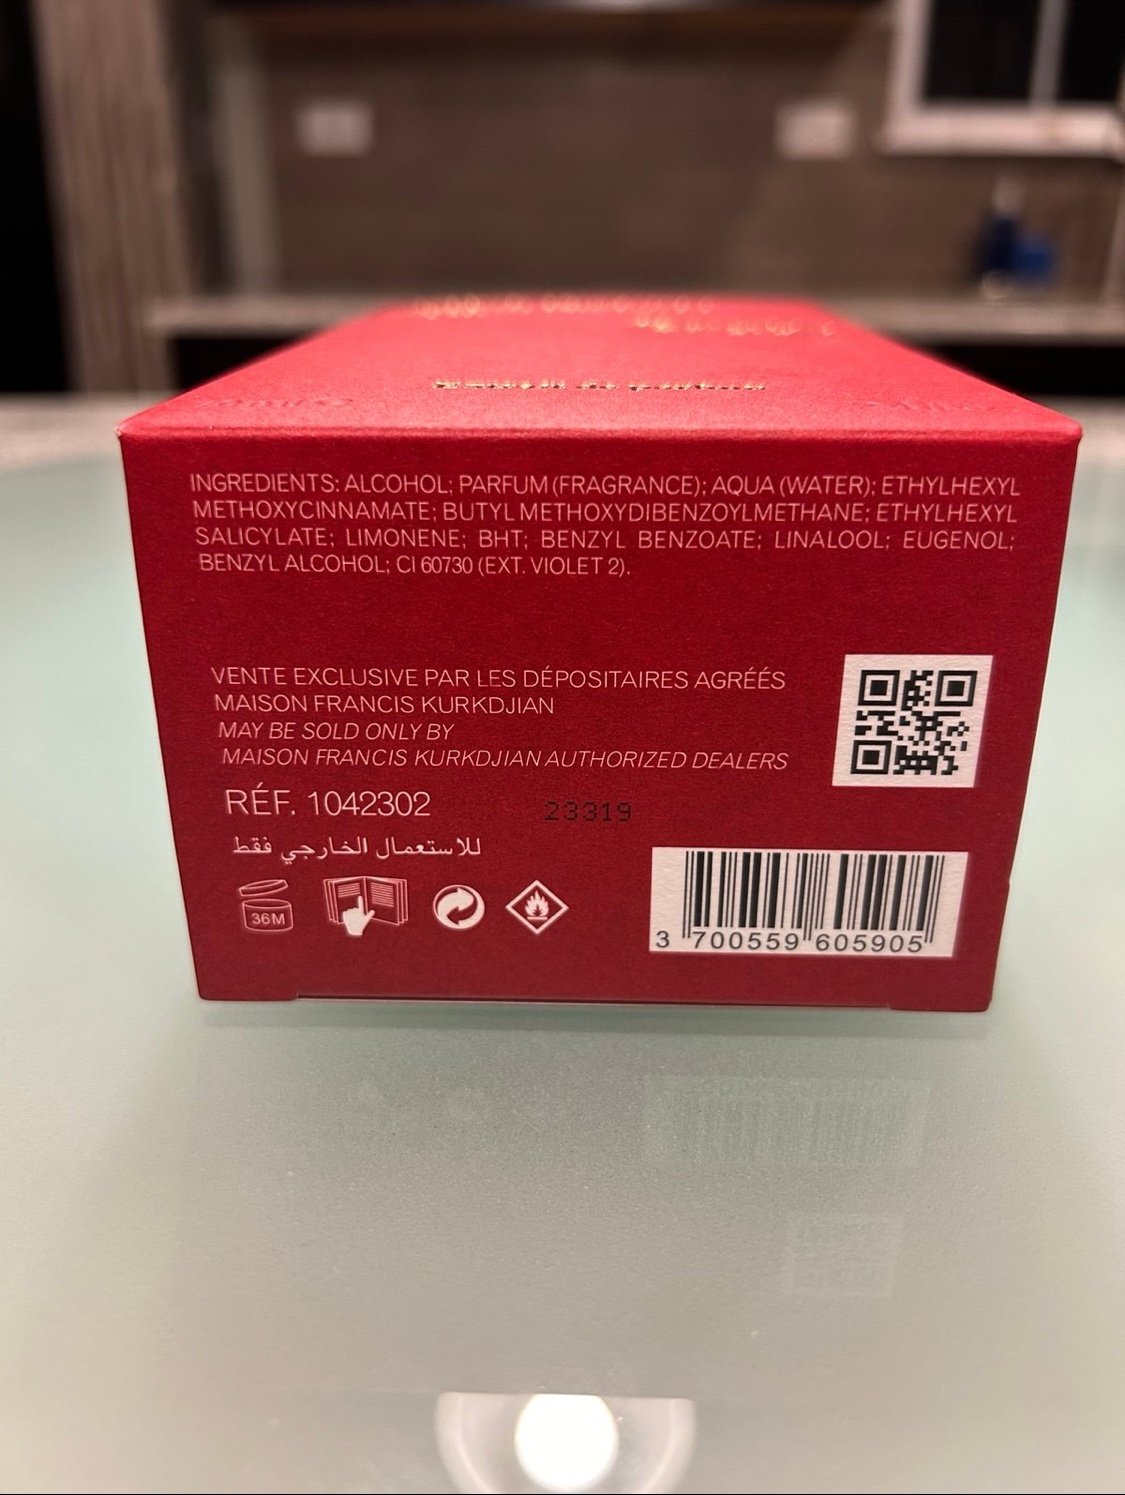 INGREDIENTS: ALCOHOL; PARFUM (FRAGRANCE); AQUA (WATER); ETHYLHEXYL
METHOXYCINNAMATE; BUTYL METHOXYDIBENZOYLMETHANE; ETHYLHEXYL
SALICYLATE; LIMONENE; BHT; BENZYL BENZOATE; LINALOOL; EUGENOL;
BENZYL ALCOHOL; CI 60730 (EXT. VIOLET 2).
VENTE EXCLUSIVE PAR LES DÉPOSITAIRES AGRÉÉS
MAISON FRANCIS KURKDJIAN
MAY BE SOLD ONLY BY
MAISON FRANCIS KURKDJIAN AUTHORIZED DEALERS
RÉF. 1042302
23319
للاستعمال الخارجي فقط
36M
3 700559 605905